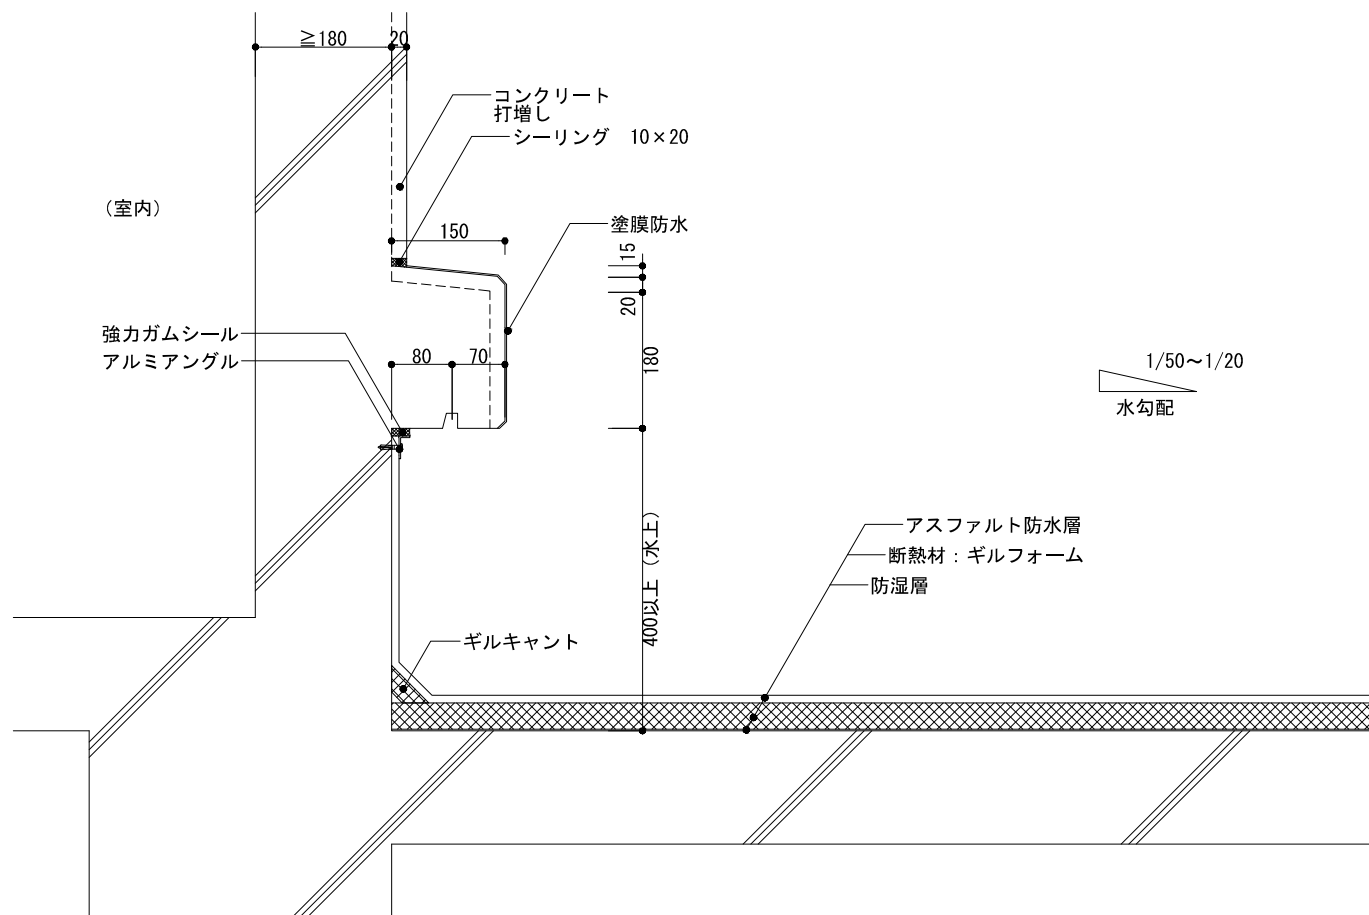 ≧180
20
コンクリート
打増し
シーリング 10×20
(室内)
150
塗膜防水
15
20
強力ガムシール
アルミアングル
80
70
180
1/50～1/20
水勾配
400以上（水上）
アスファルト防水層
断熱材：ギルフォーム
防湿層
ギルキャント